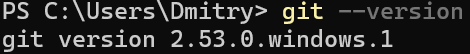 PS C:\Users\Dmitry> git --version
git version 2.53.0.windows.1